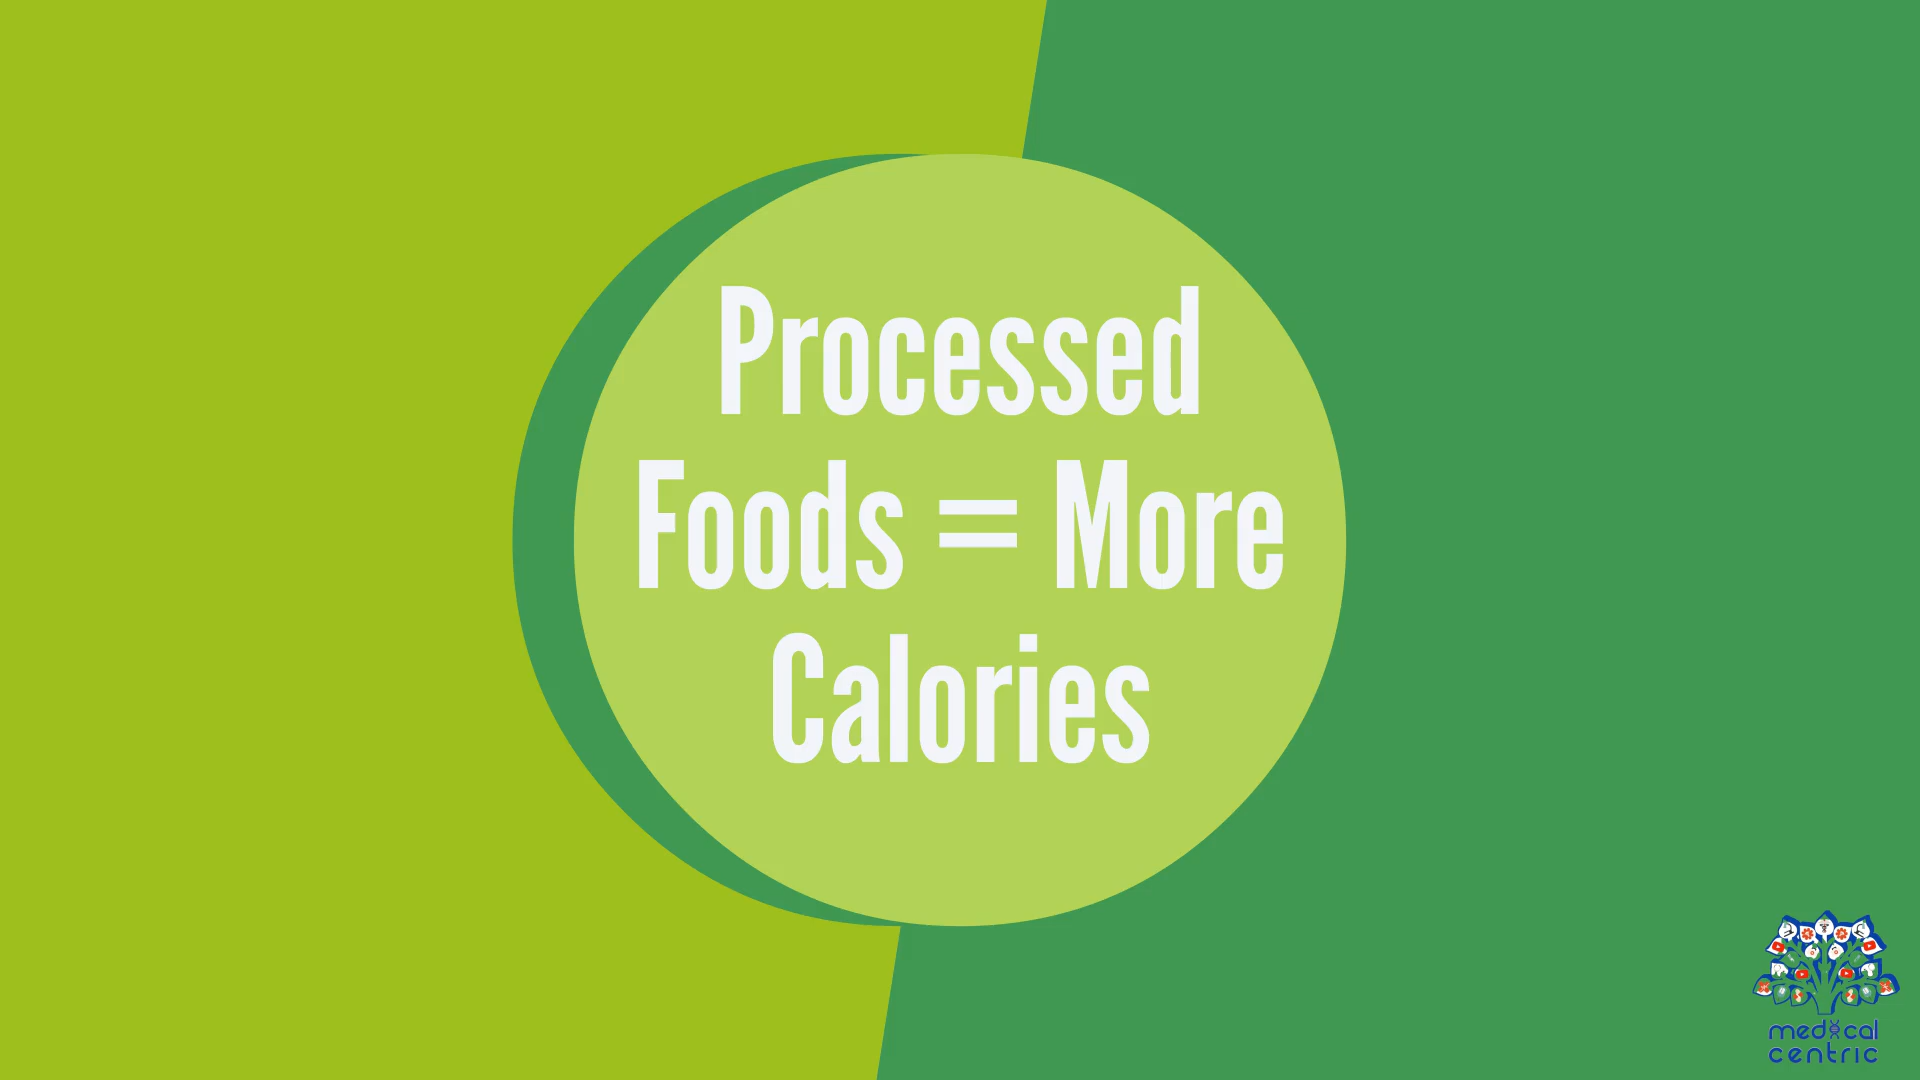 Processed
Foods = More
Calories
medical
centric